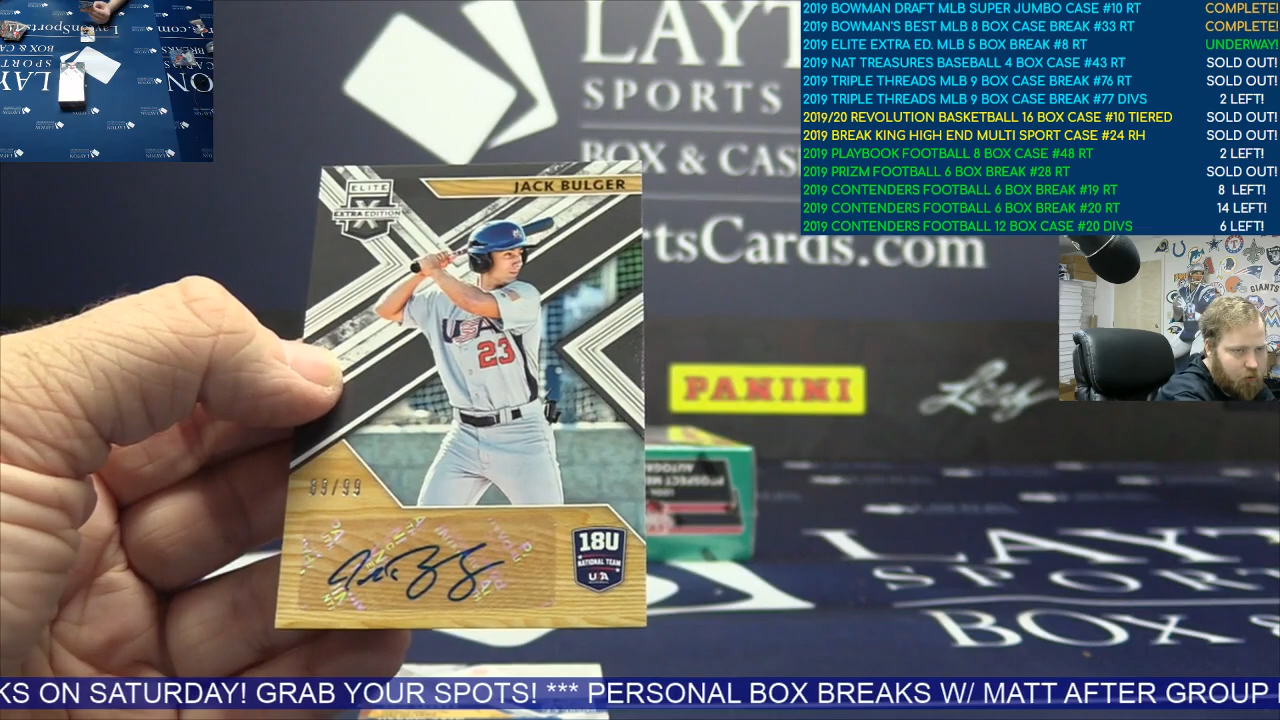 2019 BOWMAN DRAFT MLB SUPER JUMBO CASE #10 RT COMPLETE!
2019 BOWMAN'S BEST MLB 8 BOX CASE BREAK #33 RT COMPLETE!
2019 ELITE EXTRA ED. MLB 5 BOX BREAK #8 RT UNDERWAY!
2019 NAT TREASURES BASEBALL 4 BOX CASE #43 RT SOLD OUT!
2019 TRIPLE THREADS MLB 9 BOX CASE BREAK #76 RT SOLD OUT!
2019 TRIPLE THREADS MLB 9 BOX CASE BREAK #77 DIVS 2 LEFT!
2019/20 REVOLUTION BASKETBALL 16 BOX CASE #10 TIERED SOLD OUT!
2019 BREAK KING HIGH END MULTI SPORT CASE #24 RH SOLD OUT!
2019 PLAYBOOK FOOTBALL 8 BOX CASE #48 RT 2 LEFT!
2019 PRIZM FOOTBALL 6 BOX BREAK #28 RT SOLD OUT!
2019 CONTENDERS FOOTBALL 6 BOX BREAK #19 RT 8 LEFT!
2019 CONTENDERS FOOTBALL 6 BOX BREAK #20 RT 14 LEFT!
2019 CONTENDERS FOOTBALL 12 BOX CASE #20 DIVS 6 LEFT!
LAYT
SPORTS
BOX & CAS
rtsCards.com
ELITE
X
EXTRA EDITION
JACK BULGER
USA
23
89/99
18U
NATIONAL TEAM
USA
PANINI
Leaf
LAYT
SPORTS
BOX &
KS ON SATURDAY! GRAB YOUR SPOTS! *** PERSONAL BOX BREAKS W/ MATT AFTER GROUP